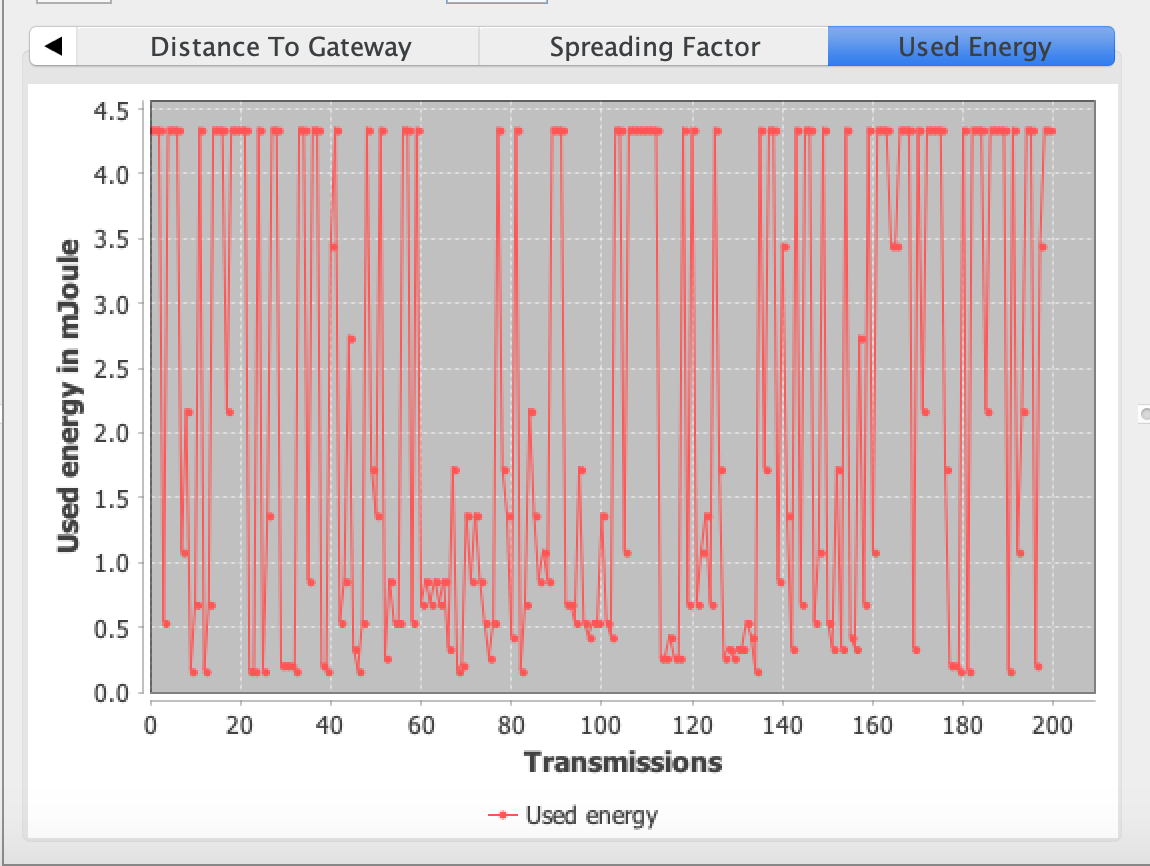 Distance To Gateway Spreading Factor Used Energy
4.5
4.0
3.5
3.0
2.5
2.0
1.5
1.0
0.5
0.0
Used energy in mJoule
0 20 40 60 80 100 120 140 160 180 200
Transmissions
Used energy